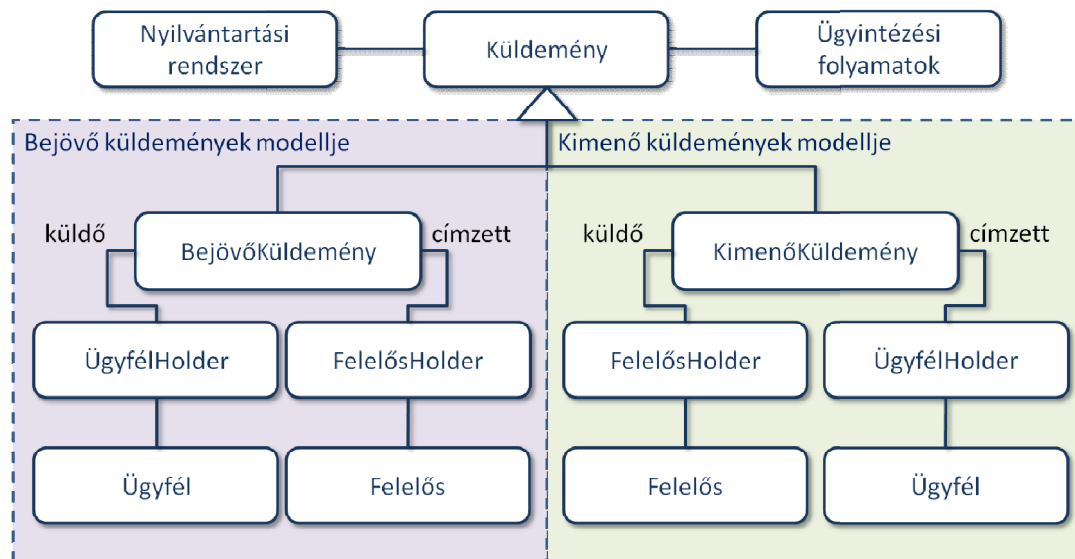 Nyilvántartási
rendszer
Küldemény
Ügyintézési
folyamatok
Bejövő küldemények modellje
Kimenő küldemények modellje
küldő
BejövőKüldemény
címzett
küldő
KimenőKüldemény
címzett
ÜgyfélHolder
FelelősHolder
FelelősHolder
ÜgyfélHolder
Ügyfél
Felelős
Felelős
Ügyfél